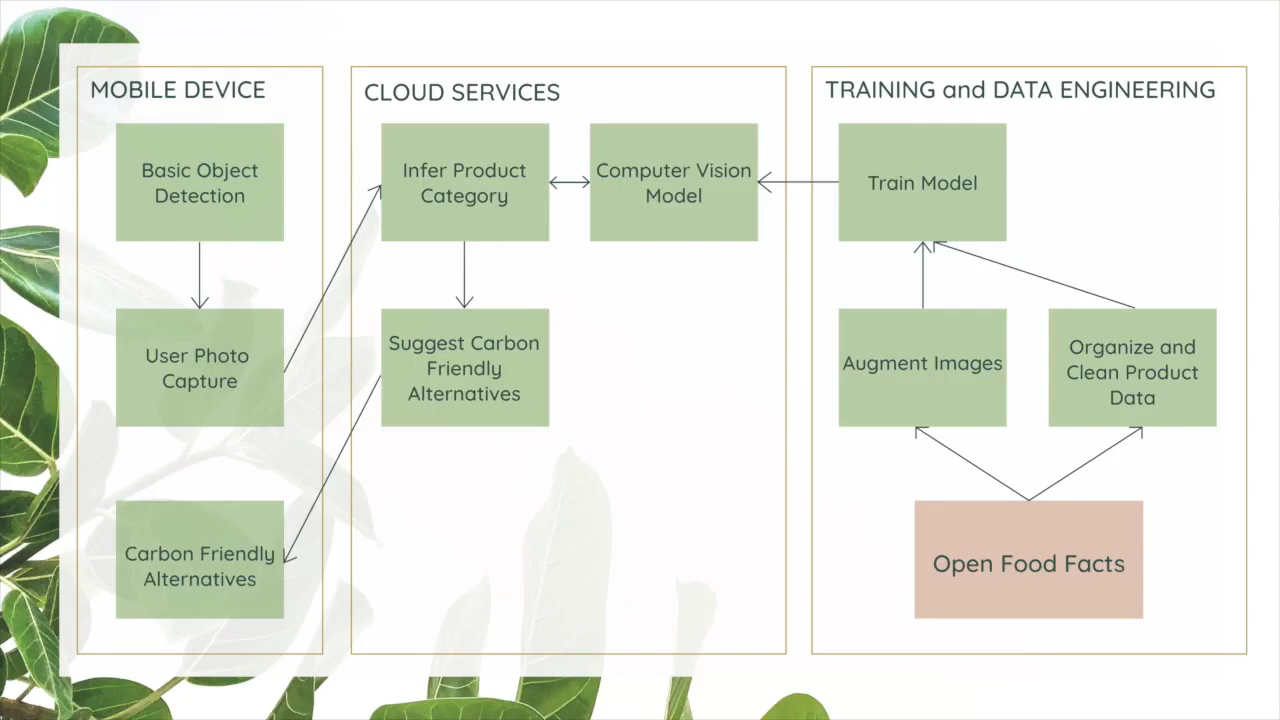 MOBILE DEVICE
Basic Object
Detection
User Photo
Capture
Carbon Friendly
Alternatives
CLOUD SERVICES
Infer Product
Category
Computer Vision
Model
Suggest Carbon
Friendly
Alternatives
TRAINING and DATA ENGINEERING
Train Model
Augment Images
Organize and
Clean Product
Data
Open Food Facts